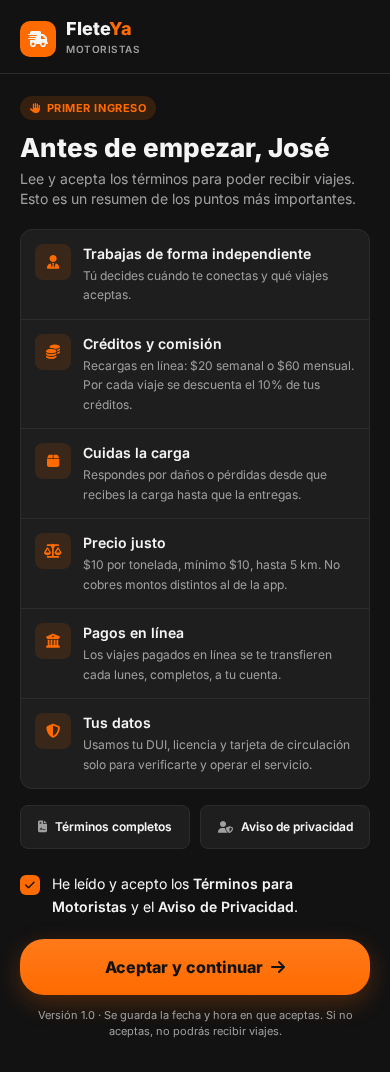 FleteYa
MOTORISTAS
PRIMER INGRESO
Antes de empezar, José
Lee y acepta los términos para poder recibir viajes.
Esto es un resumen de los puntos más importantes.
Trabajas de forma independiente
Tú decides cuándo te conectas y qué viajes
aceptas.
Créditos y comisión
Recargas en línea: $20 semanal o $60 mensual.
Por cada viaje se descuenta el 10% de tus
créditos.
Cuidas la carga
Respondes por daños o pérdidas desde que
recibes la carga hasta que la entregas.
Precio justo
$10 por tonelada, mínimo $10, hasta 5 km. No
cobres montos distintos al de la app.
Pagos en línea
Los viajes pagados en línea se te transfieren
cada lunes, completos, a tu cuenta.
Tus datos
Usamos tu DUI, licencia y tarjeta de circulación
solo para verificarte y operar el servicio.
Términos completos
Aviso de privacidad
He leído y acepto los Términos para
Motoristas y el Aviso de Privacidad.
Aceptar y continuar
Versión 1.0 · Se guarda la fecha y hora en que aceptas. Si no
aceptas, no podrás recibir viajes.